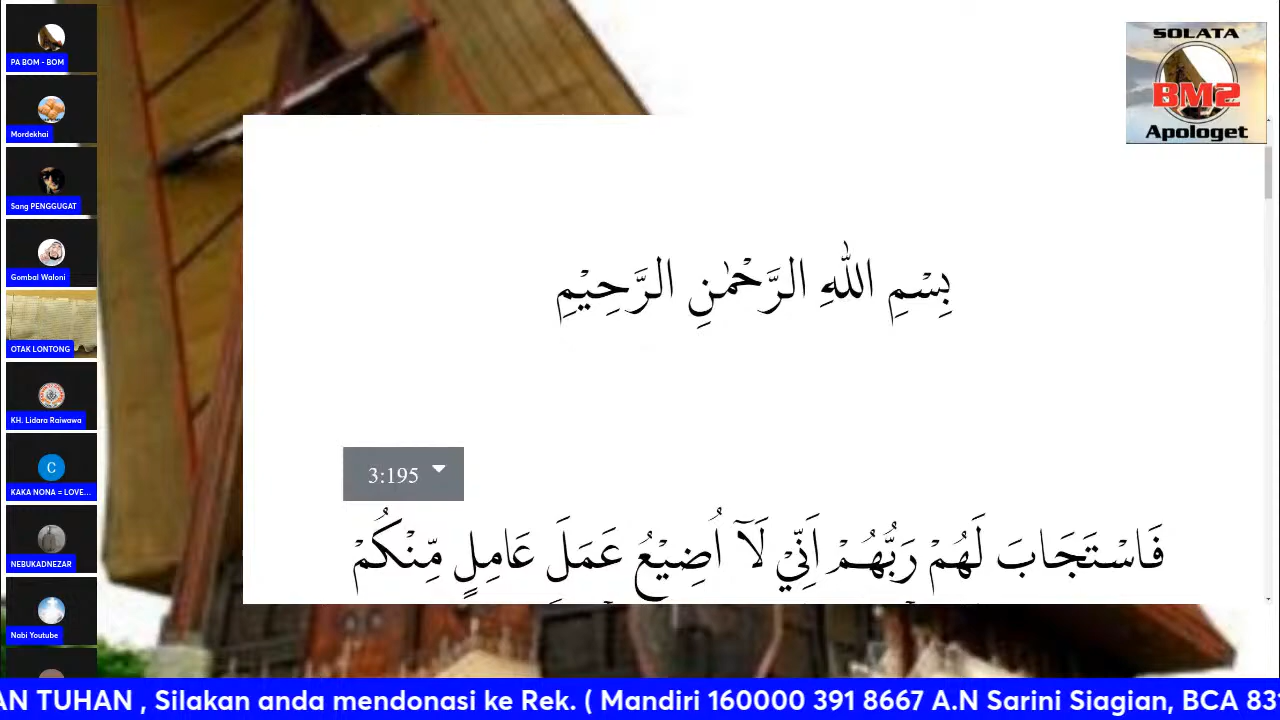 PA BOM - BOM
Mordekhai
Sang PENGGUGAT
Gombal Waloni
OTAK LONTONG
KH. Lidara Raiwawa
C
KAKA NONA = LOVE...
NEBUKADNEZAR
Nabi Youtube
SOLATA
BM2
Apologet
بِسْمِ اللّٰهِ الرَّحْمٰنِ الرَّحِيْمِ
3:195
فَاسْتَجَابَ لَهُمْ رَبُّهُمْ اَنِّيْ لَآ اُضِيْعُ عَمَلَ عَامِلٍ مِّنْكُمْ
AN TUHAN , Silakan anda mendonasi ke Rek. ( Mandiri 160000 391 8667 A.N Sarini Siagian, BCA 83